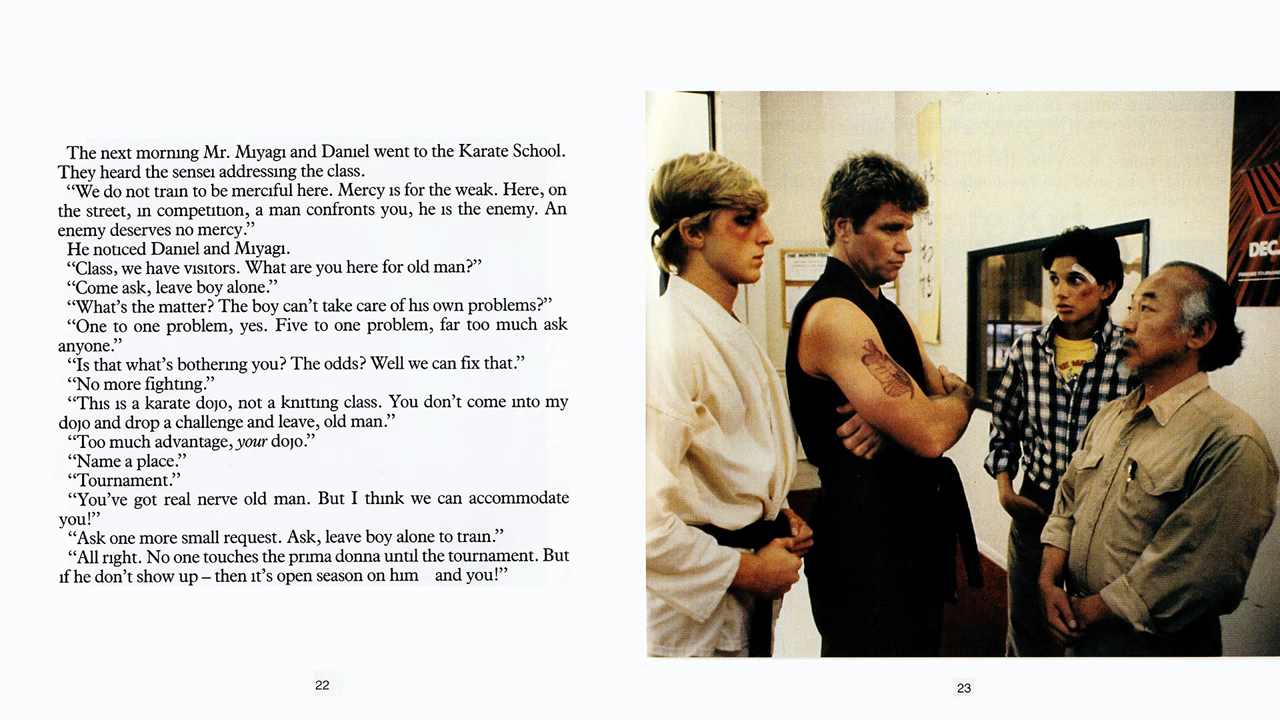 The next morning Mr. Miyagi and Daniel went to the Karate School.
They heard the sensei addressing the class.
“We do not train to be merciful here. Mercy is for the weak. Here, on
the street, in competition, a man confronts you, he is the enemy. An
enemy deserves no mercy.”
He noticed Daniel and Miyagi.
“Class, we have visitors. What are you here for old man?”
“Come ask, leave boy alone.”
“What’s the matter? The boy can’t take care of his own problems?”
“One to one problem, yes. Five to one problem, far too much ask
anyone.”
“Is that what’s bothering you? The odds? Well we can fix that.”
“No more fighting.”
“This is a karate dojo, not a knitting class. You don’t come into my
dojo and drop a challenge and leave, old man.”
“Too much advantage, your dojo.”
“Name a place.”
“Tournament.”
“You’ve got real nerve old man. But I think we can accommodate
you!”
“Ask one more small request. Ask, leave boy alone to train.”
“All right. No one touches the prima donna until the tournament. But
if he don’t show up – then it’s open season on him and you!”
22
DEC
23